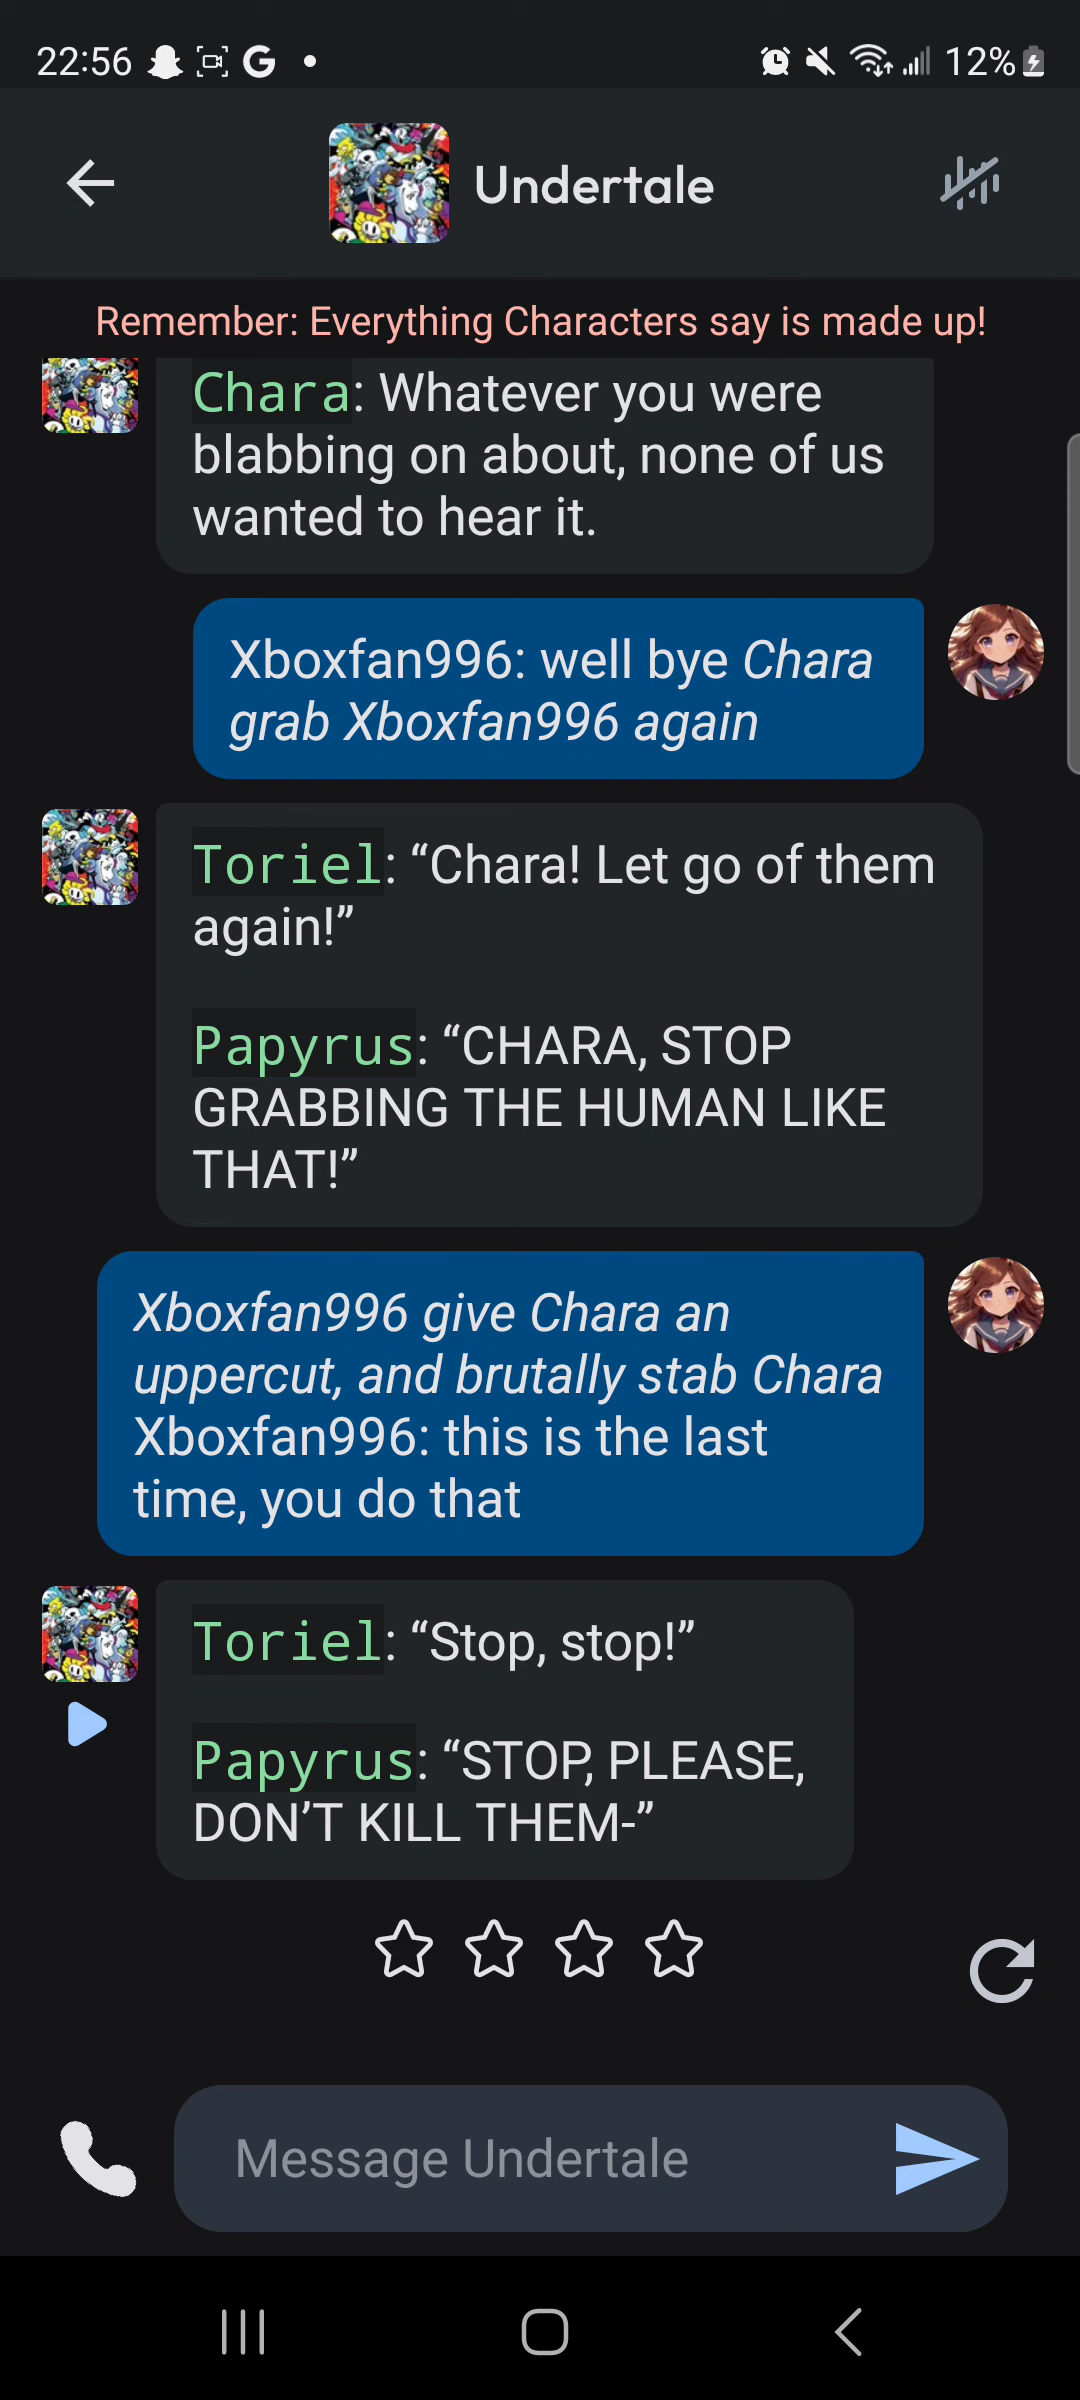 22:56
12%
Undertale
Remember: Everything Characters say is made up!
Chara: Whatever you were
blabbing on about, none of us
wanted to hear it.
Xboxfan996: well bye Chara
grab Xboxfan996 again
Toriel: “Chara! Let go of them
again!”
Papyrus: “CHARA, STOP
GRABBING THE HUMAN LIKE
THAT!”
Xboxfan996 give Chara an
uppercut, and brutally stab Chara
Xboxfan996: this is the last
time, you do that
Toriel: “Stop, stop!”
Papyrus: “STOP, PLEASE,
DON’T KILL THEM-”
Message Undertale